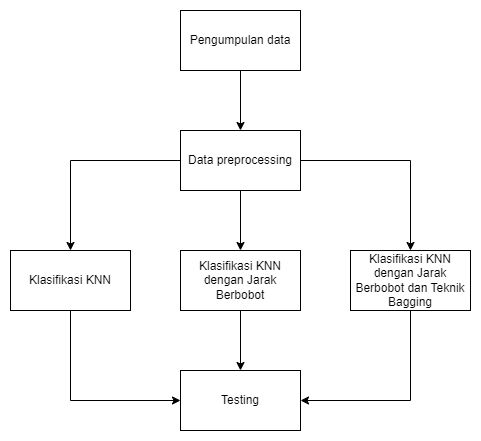 Pengumpulan data
Data preprocessing
Klasifikasi KNN
Klasifikasi KNN
dengan Jarak
Berbobot
Klasifikasi KNN
dengan Jarak
Berbobot dan Teknik
Bagging
Testing